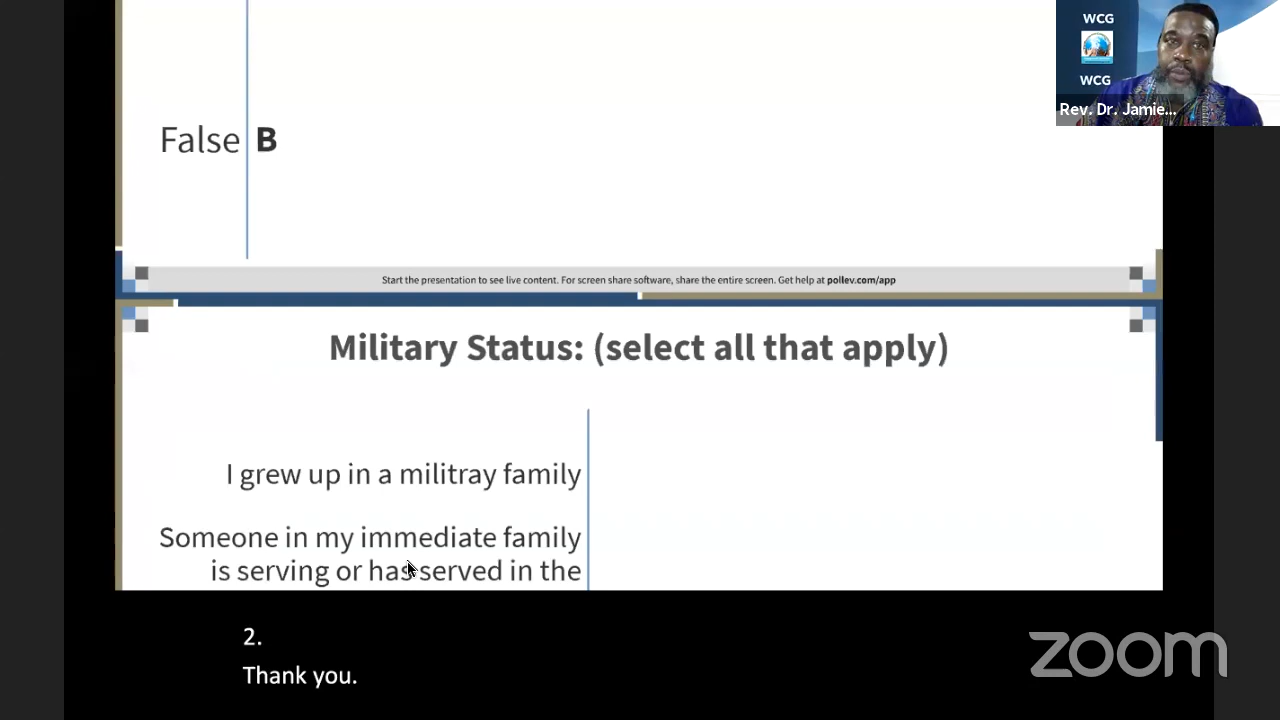 WCG
WCG
Rev. Dr. Jamie...
False B
Start the presentation to see live content. For screen share software, share the entire screen. Get help at pollev.com/app
Military Status: (select all that apply)
I grew up in a militray family
Someone in my immediate family
is serving or has served in the
2.
Thank you.
zoom